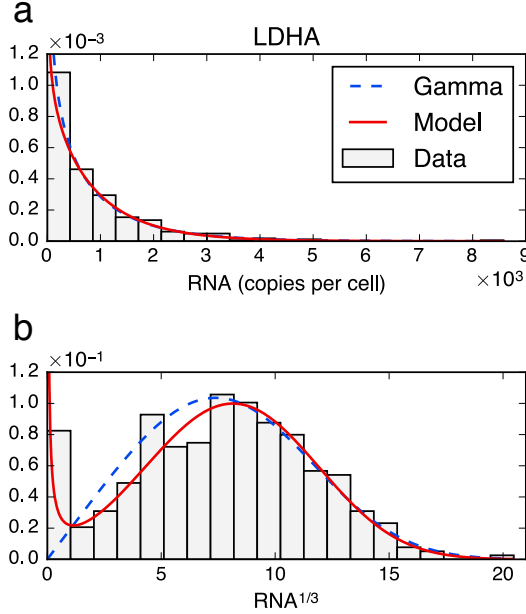 a
LDHA
×10⁻³
1.2
1.0
0.8
0.6
0.4
0.2
0.0
Gamma
Model
Data
0 1 2 3 4 5 6 7 8 9
RNA (copies per cell)
×10³
b
×10⁻¹
1.2
1.0
0.8
0.6
0.4
0.2
0.0
0 5 10 15 20
RNA¹/³